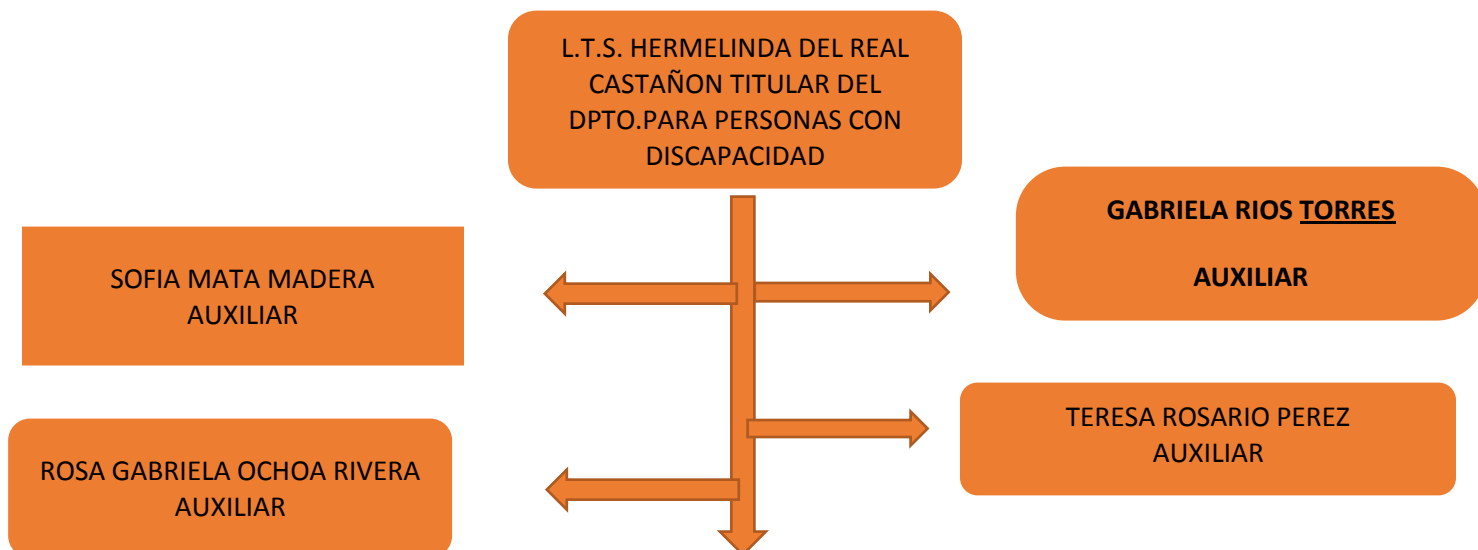 L.T.S. HERMELINDA DEL REAL
CASTAÑON TITULAR DEL
DPTO.PARA PERSONAS CON
DISCAPACIDAD
GABRIELA RIOS TORRES
AUXILIAR
SOFIA MATA MADERA
AUXILIAR
TERESA ROSARIO PEREZ
AUXILIAR
ROSA GABRIELA OCHOA RIVERA
AUXILIAR